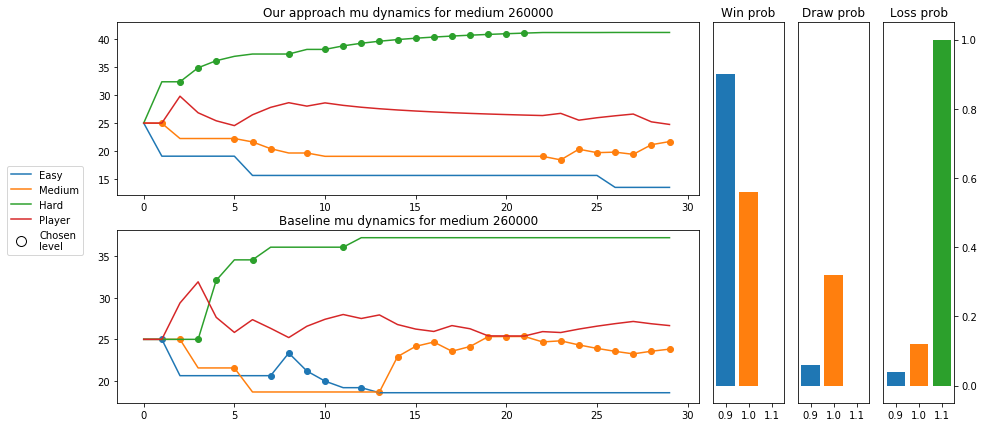 Our approach mu dynamics for medium 260000
40
35
30
25
20
15
0 5 10 15 20 25 30
Baseline mu dynamics for medium 260000
35
30
25
20
0 5 10 15 20 25 30
Easy
Medium
Hard
Player
Chosen
level
Win prob
0.9 1.0 1.1
Draw prob
0.9 1.0 1.1
Loss prob
0.9 1.0 1.1
1.0
0.8
0.6
0.4
0.2
0.0